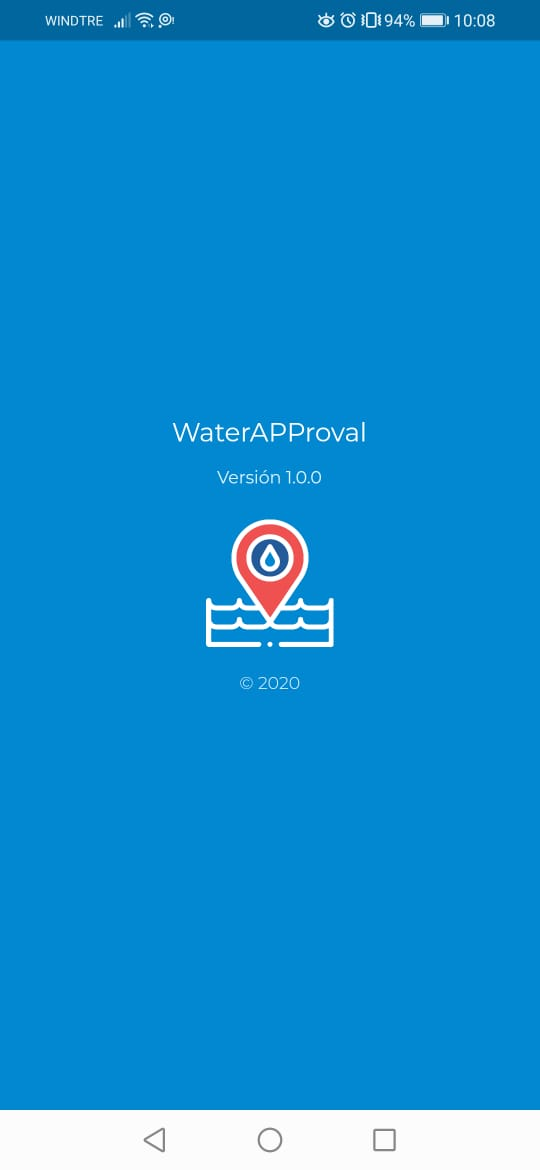 WINDTRE 94% 10:08
WaterAPProval
Versión 1.0.0
© 2020